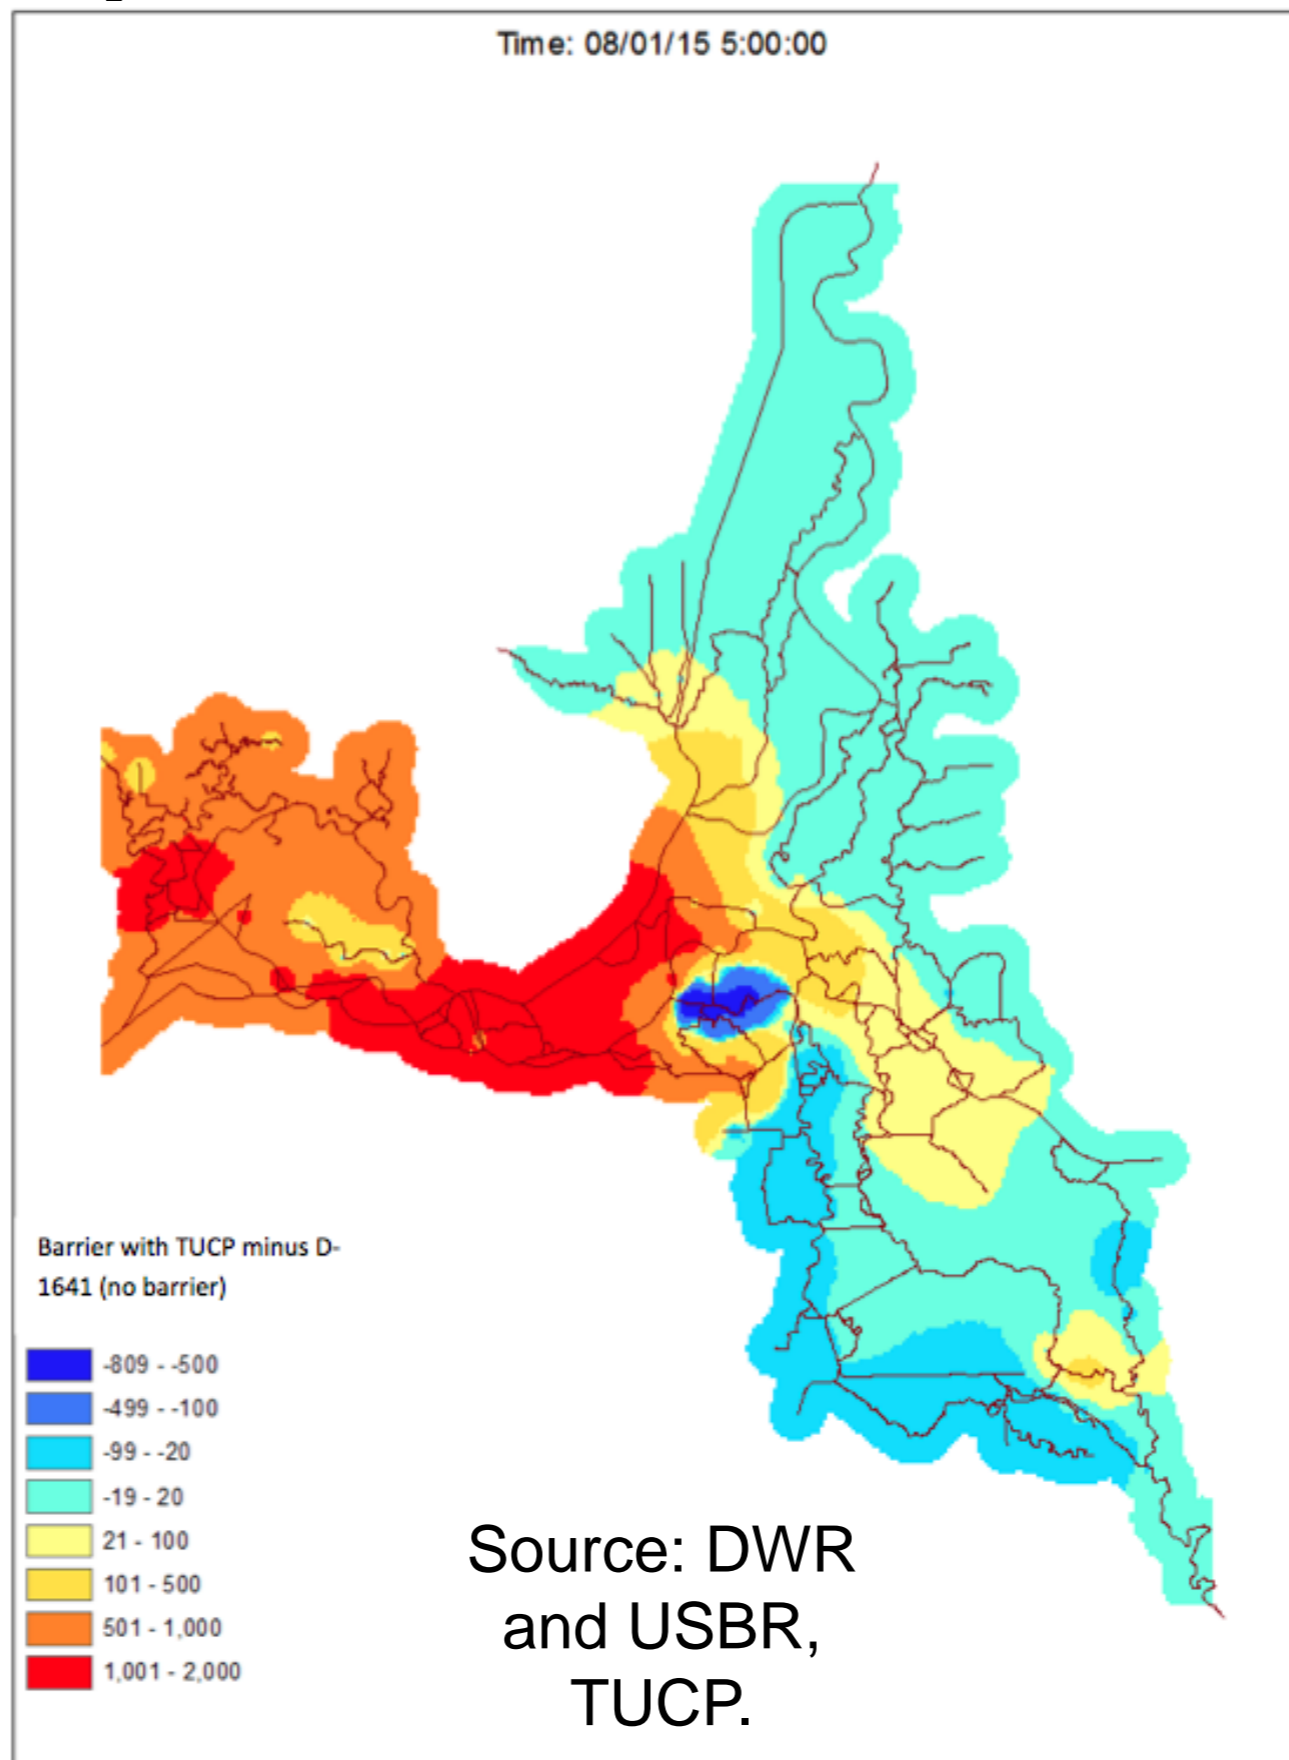 Time: 08/01/15 5:00:00
Barrier with TUCP minus D-
1641 (no barrier)
-809 - -500
-499 - -100
-99 - -20
-19 - 20
21 - 100
101 - 500
501 - 1,000
1,001 - 2,000
Source: DWR
and USBR,
TUCP.